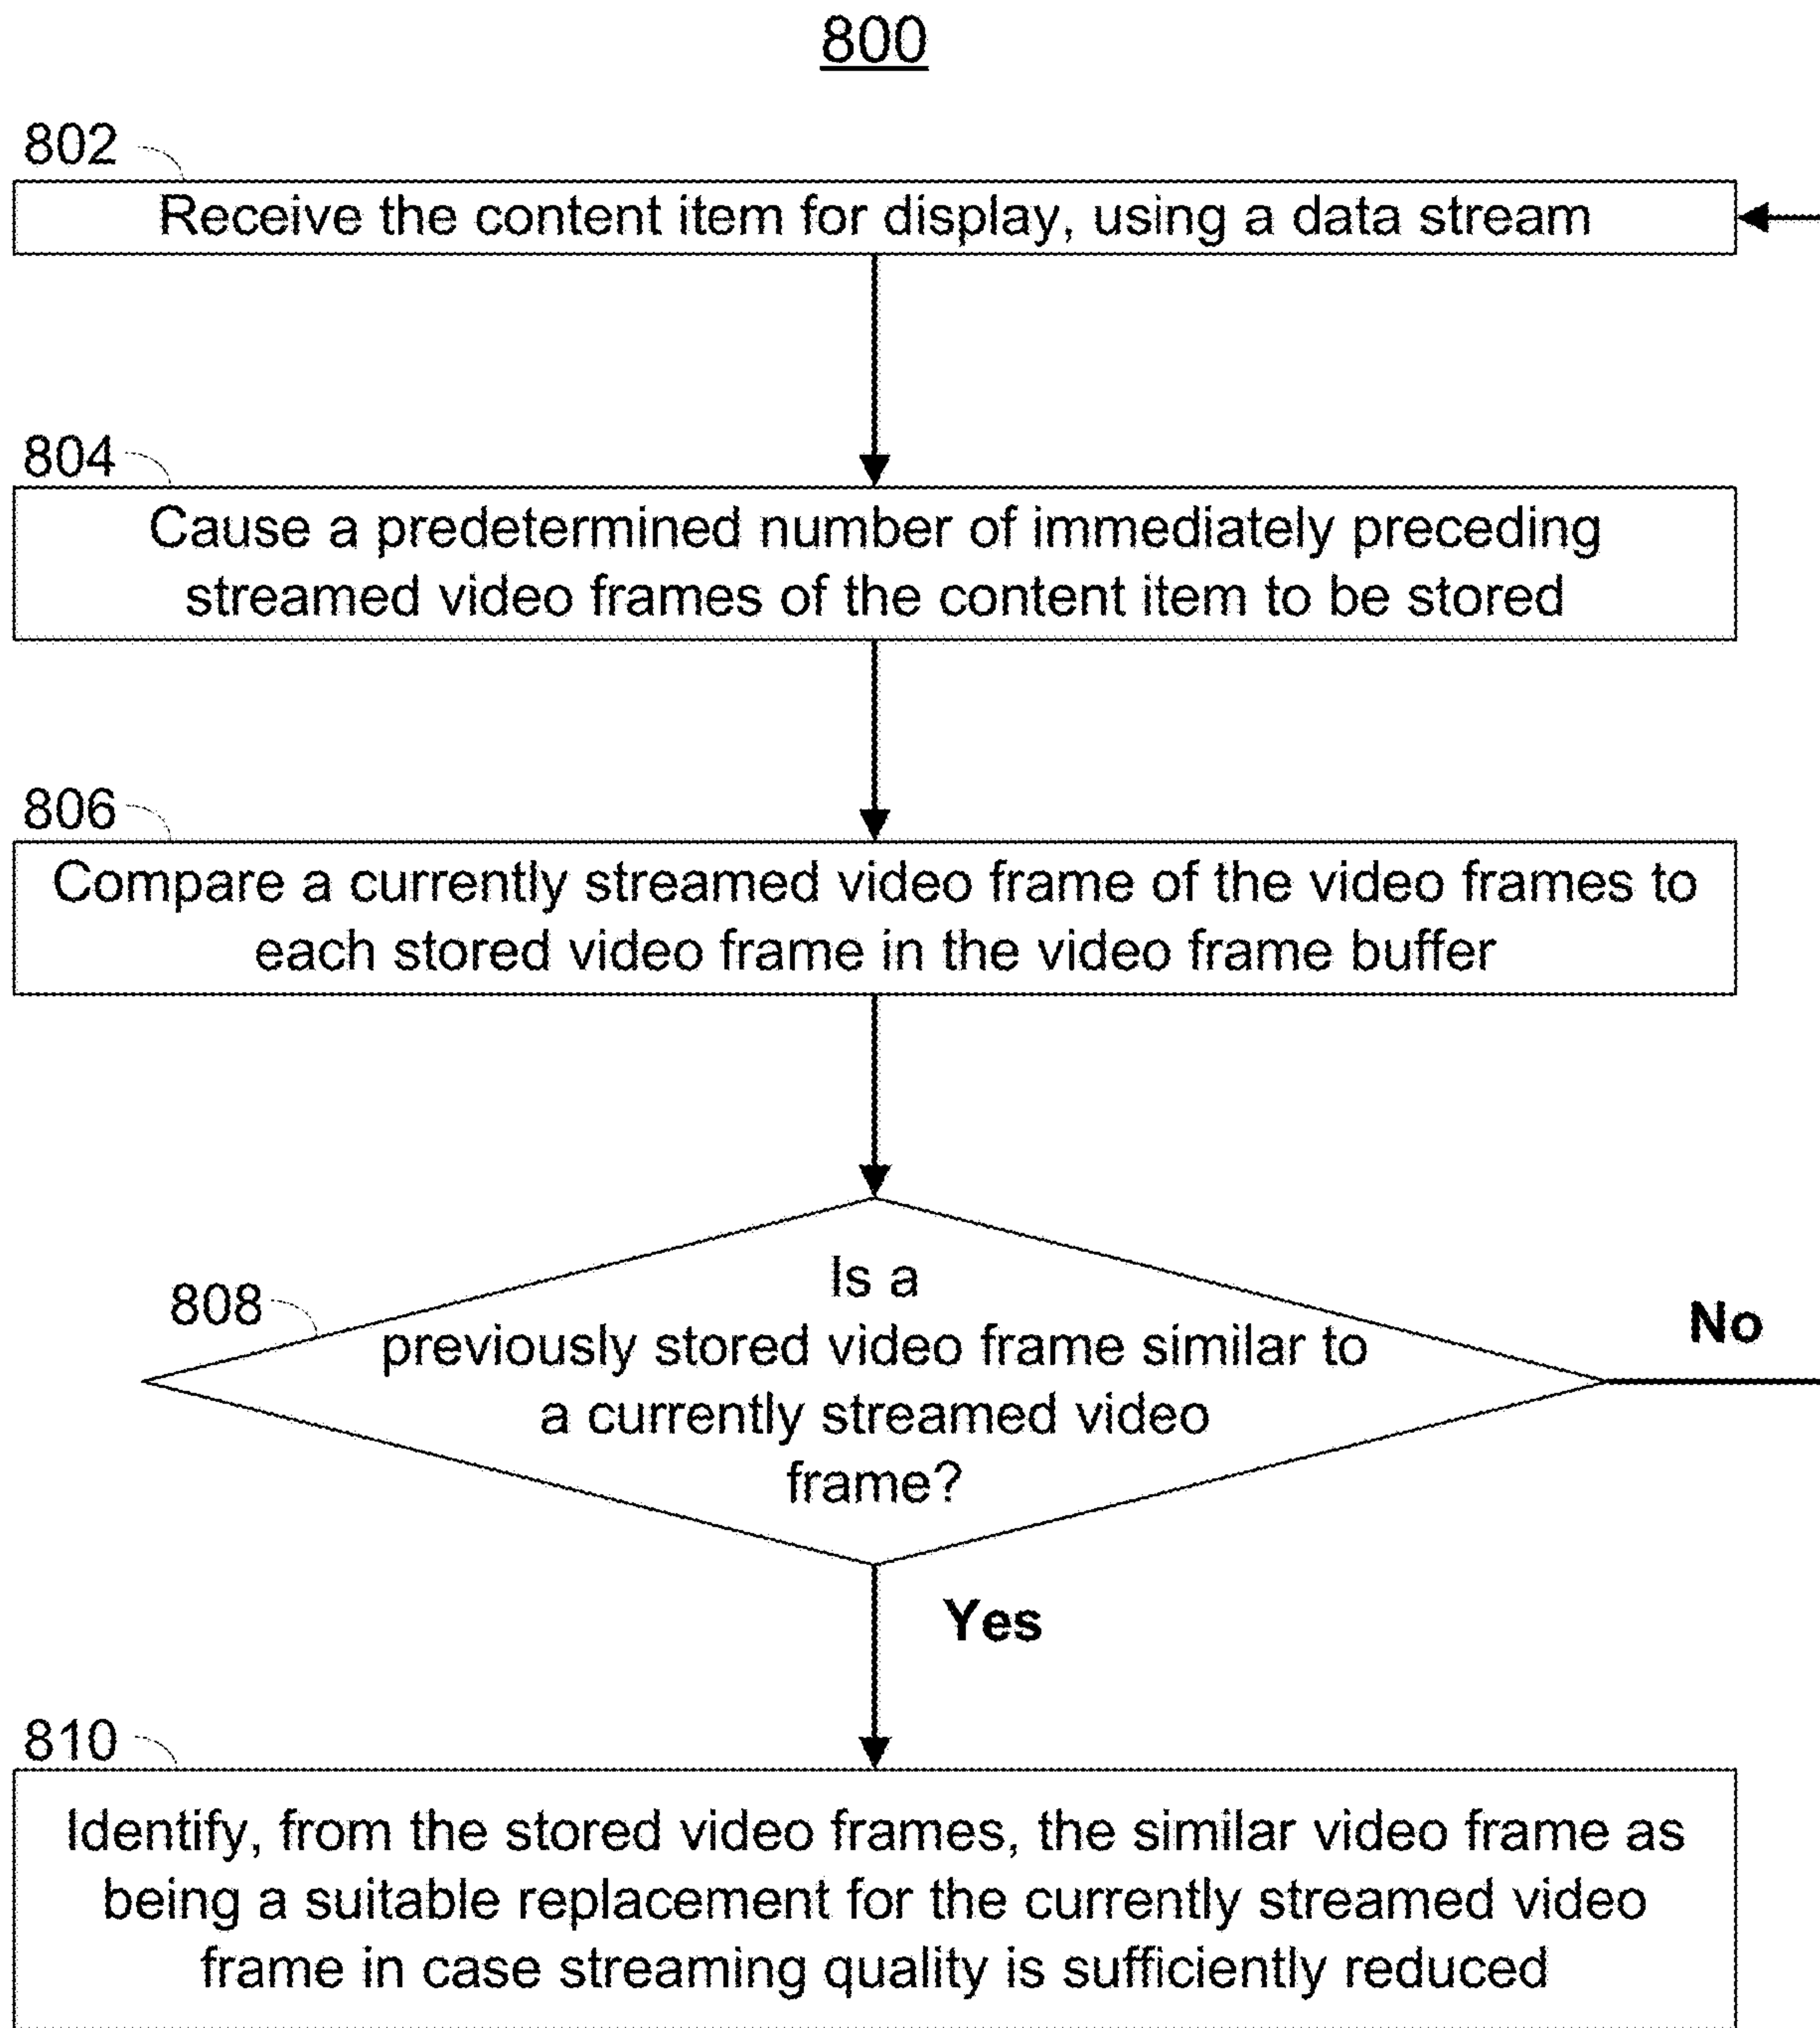 800
802
Receive the content item for display, using a data stream
804
Cause a predetermined number of immediately preceding
streamed video frames of the content item to be stored
806
Compare a currently streamed video frame of the video frames to
each stored video frame in the video frame buffer
808
Is a
previously stored video frame similar to
a currently streamed video
frame?
No
Yes
810
Identify, from the stored video frames, the similar video frame as
being a suitable replacement for the currently streamed video
frame in case streaming quality is sufficiently reduced